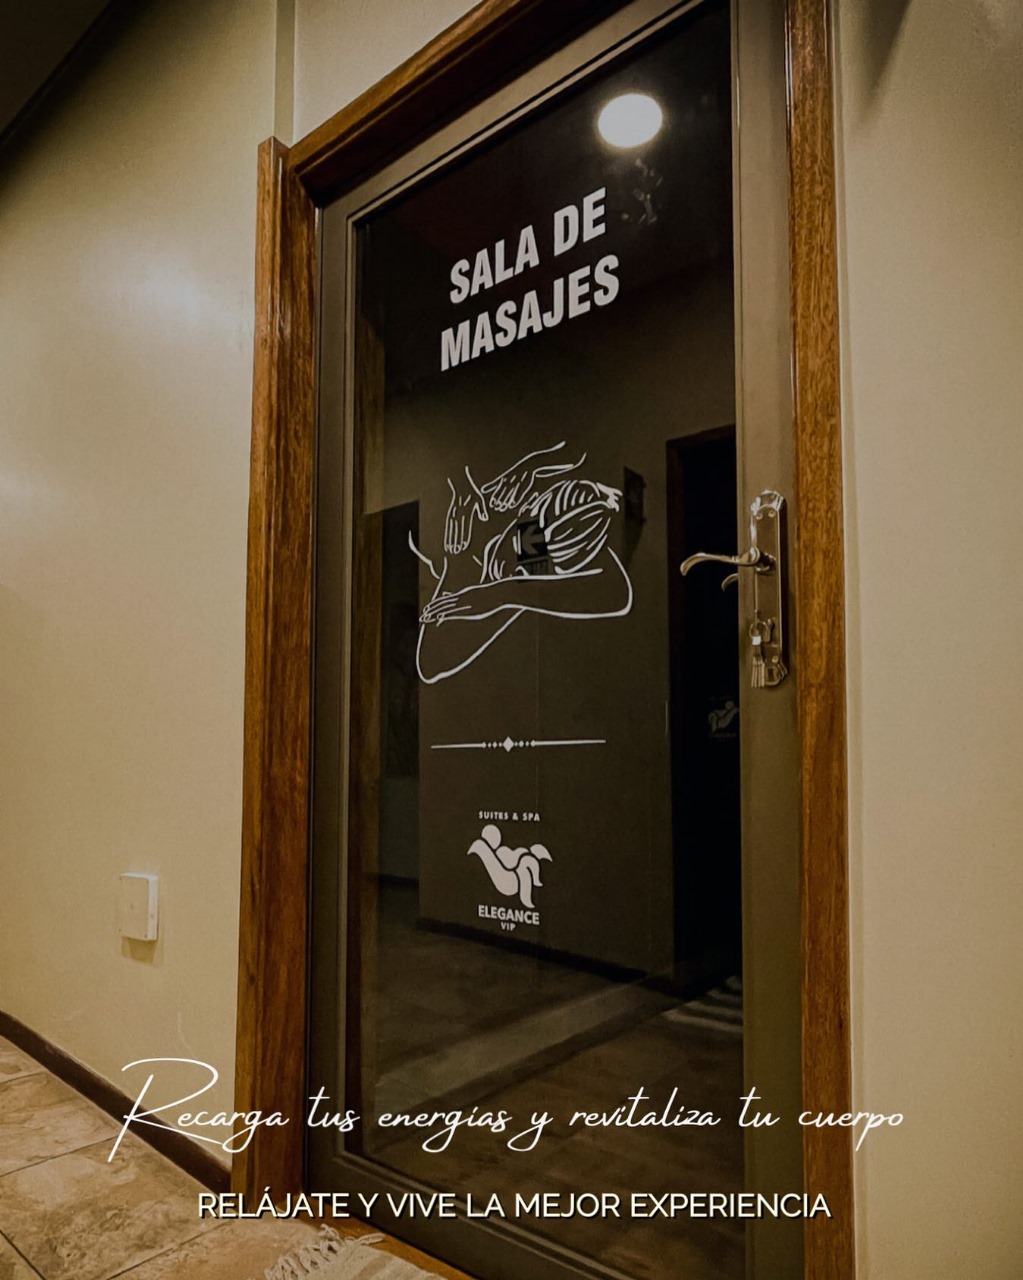 SALA DE
MASAJES
SUITES & SPA
ELEGANCE
VIP
Recarga tus energías y revitaliza tu cuerpo
RELÁJATE Y VIVE LA MEJOR EXPERIENCIA